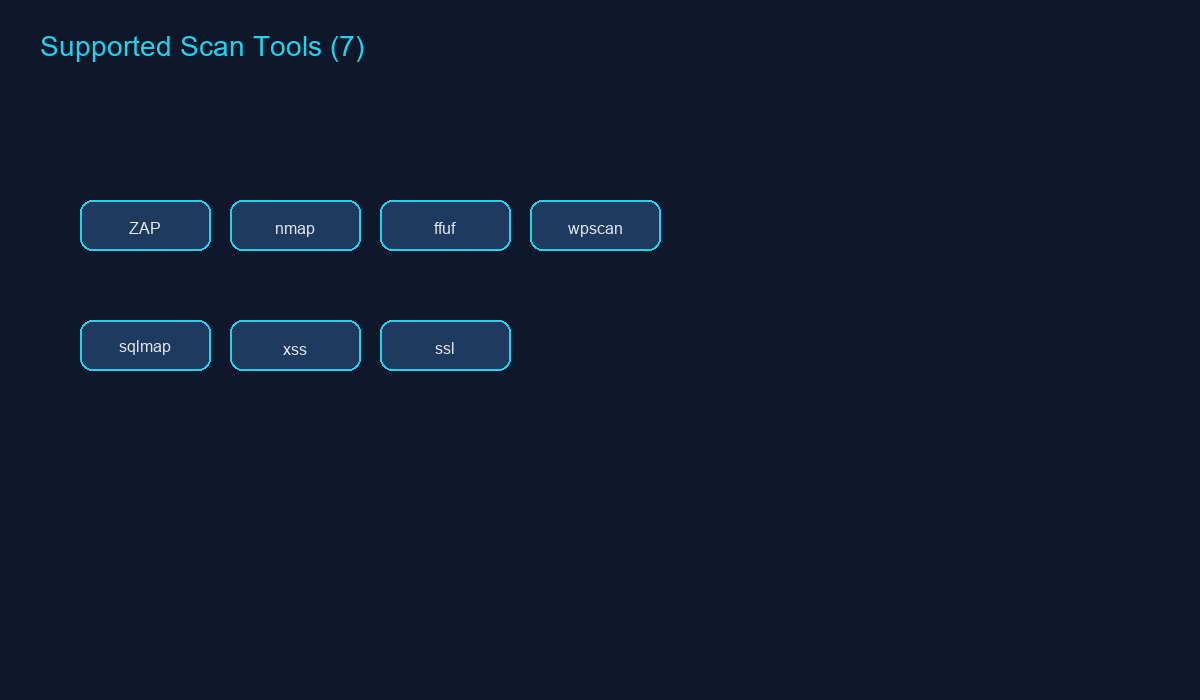 Supported Scan Tools (7)
ZAP nmap ffuf wpscan
sqlmap xss ssl